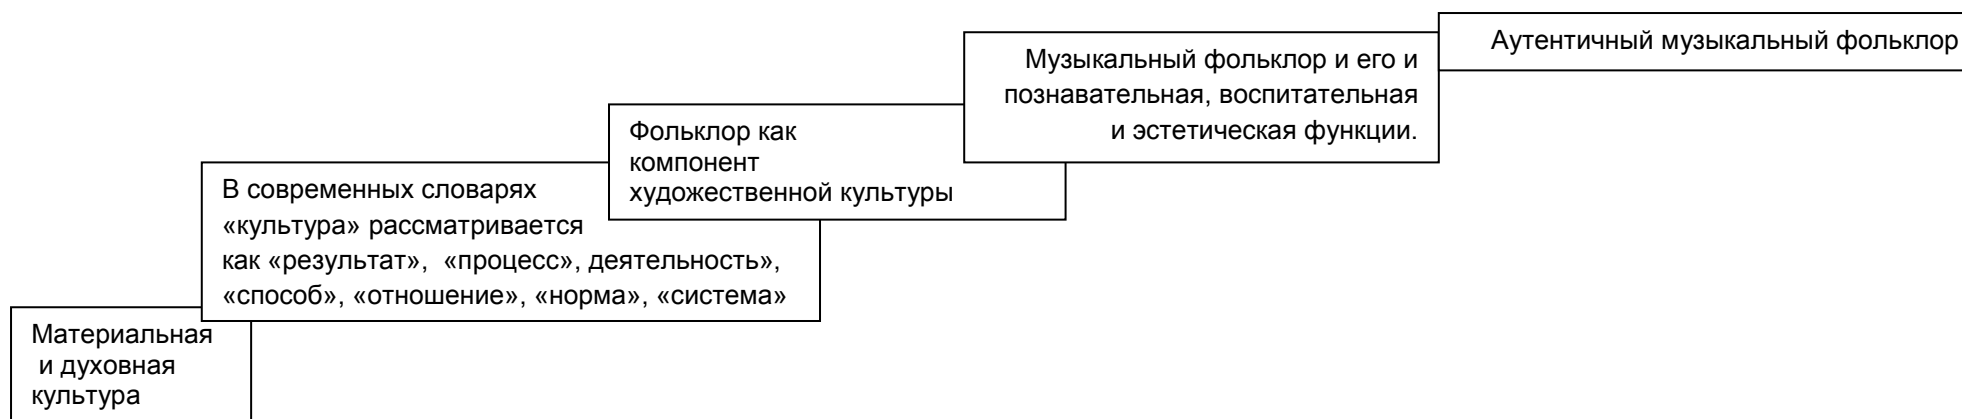 Аутентичный музыкальный фольклор
Музыкальный фольклор и его и
познавательная, воспитательная
и эстетическая функции.
Фольклор как
компонент
художественной культуры
В современных словарях
«культура» рассматривается
как «результат», «процесс», деятельность»,
«способ», «отношение», «норма», «система»
Материальная
и духовная
культура